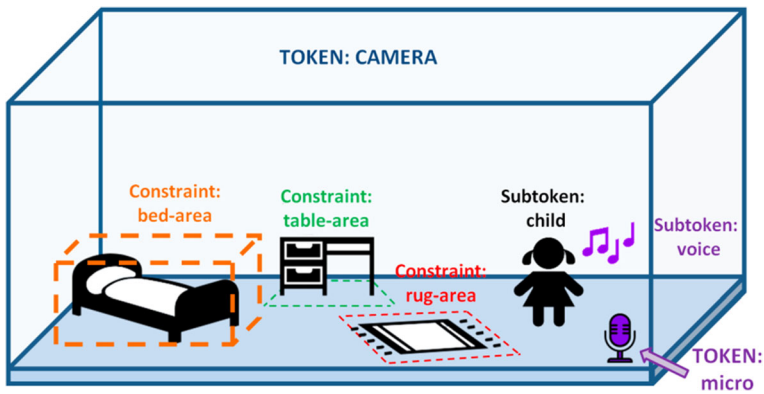 TOKEN: CAMERA
Constraint:
bed-area
Constraint:
table-area
Constraint:
rug-area
Subtoken:
child
Subtoken:
voice
TOKEN:
micro